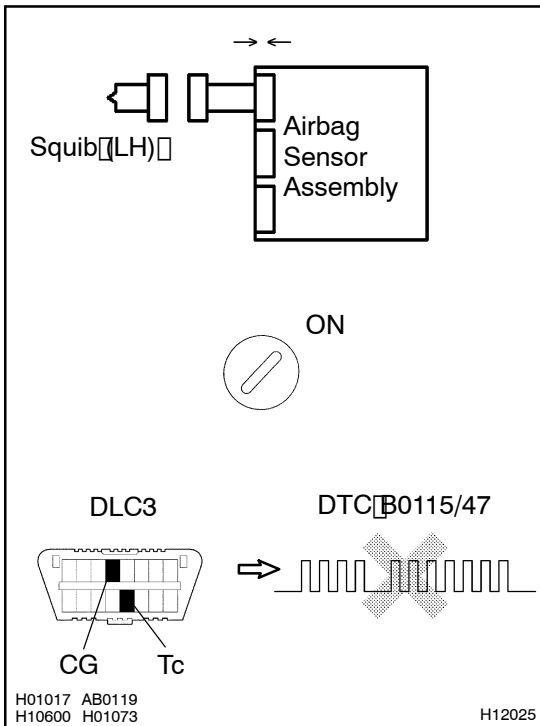 Squib (LH)
Airbag
Sensor
Assembly
ON
DLC3
DTC B0115/47
CG
Tc
H01017 AB0119
H10600 H01073
H12025